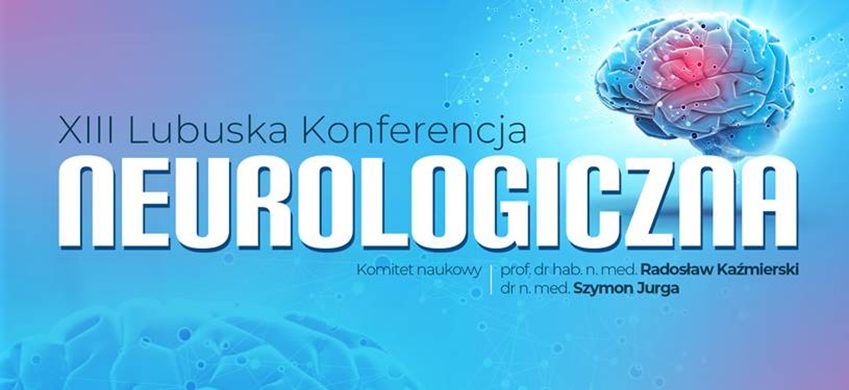 XIII Lubuska Konferencja
NEUROLOGICZNA
Komitet naukowy prof. dr hab. n. med. Radosław Kaźmierski
dr n. med. Szymon Jurga